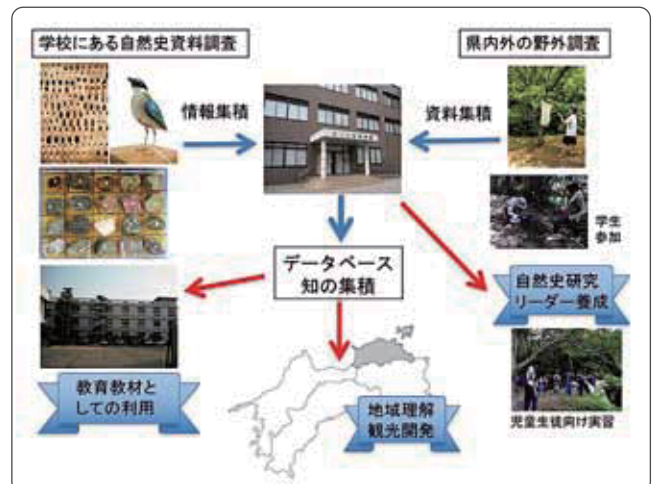 学校にある自然史資料調査
県内外の野外調査
情報集積
資料集積
学生
参加
データベース
知の集積
自然史研究
リーダー養成
教育教材と
しての利用
地域理解
観光開発
児童生徒向け実習